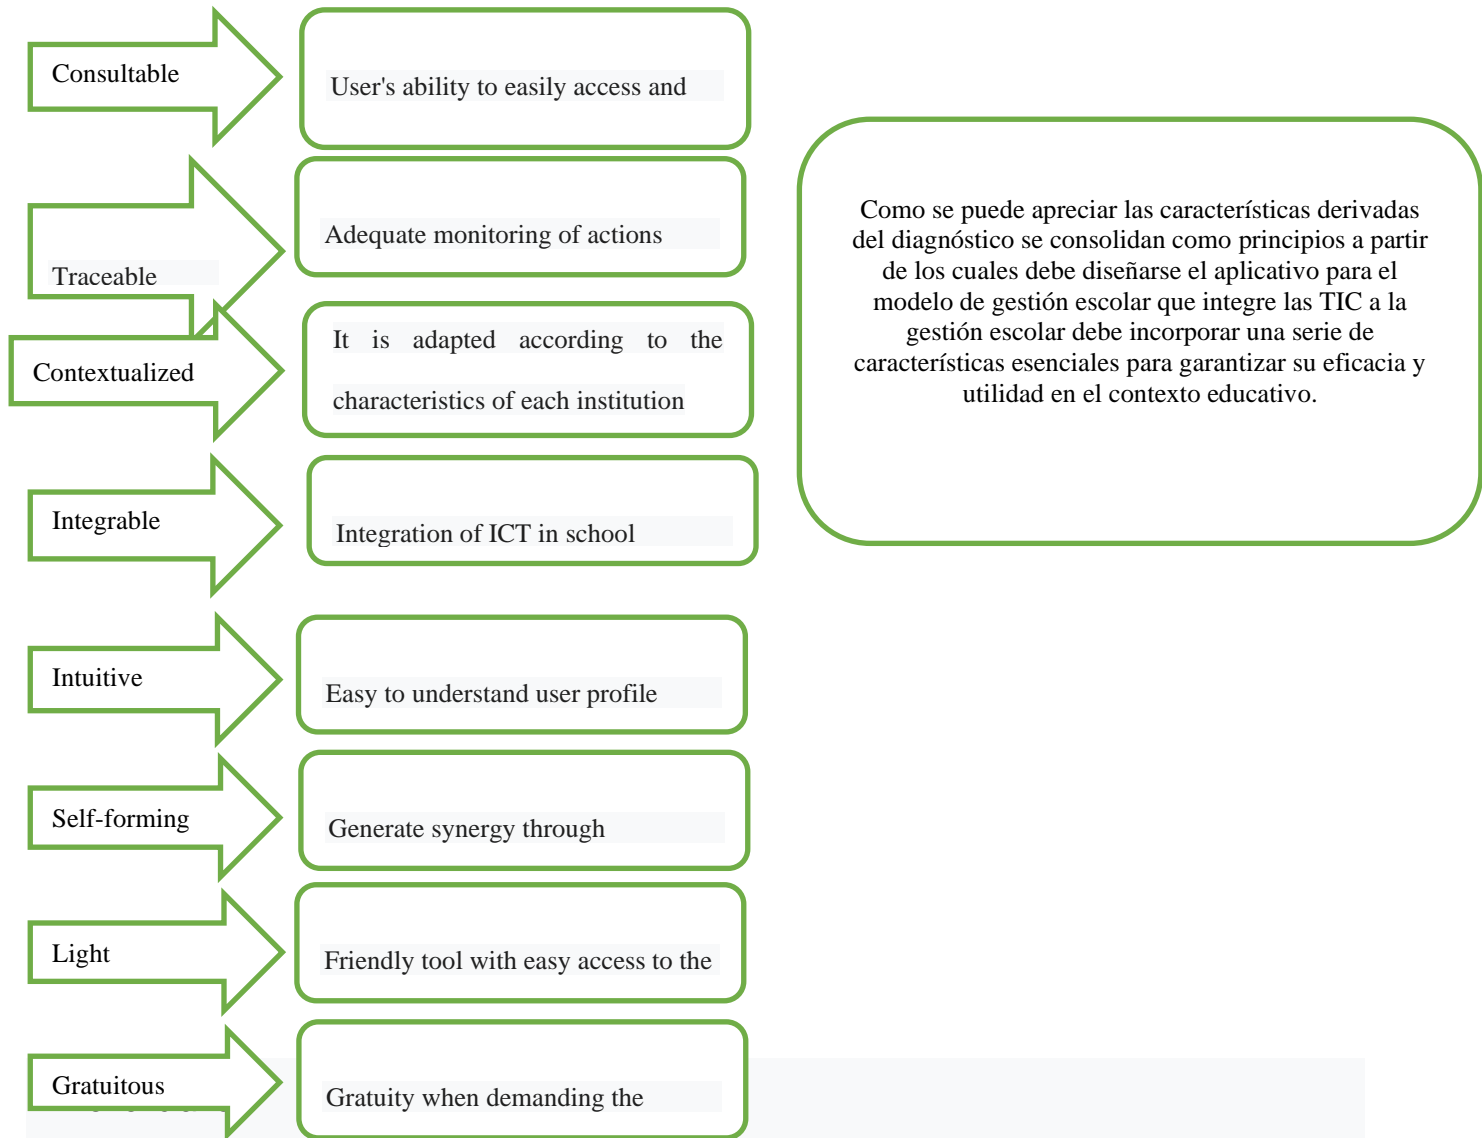 Consultable
User's ability to easily access and
Traceable
Adequate monitoring of actions
Contextualized
It is adapted according to the
characteristics of each institution
Integrable
Integration of ICT in school
Intuitive
Easy to understand user profile
Self-forming
Generate synergy through
Light
Friendly tool with easy access to the
Gratuitous
Gratuity when demanding the
Como se puede apreciar las características derivadas
del diagnóstico se consolidan como principios a partir
de los cuales debe diseñarse el aplicativo para el
modelo de gestión escolar que integre las TIC a la
gestión escolar debe incorporar una serie de
características esenciales para garantizar su eficacia y
utilidad en el contexto educativo.